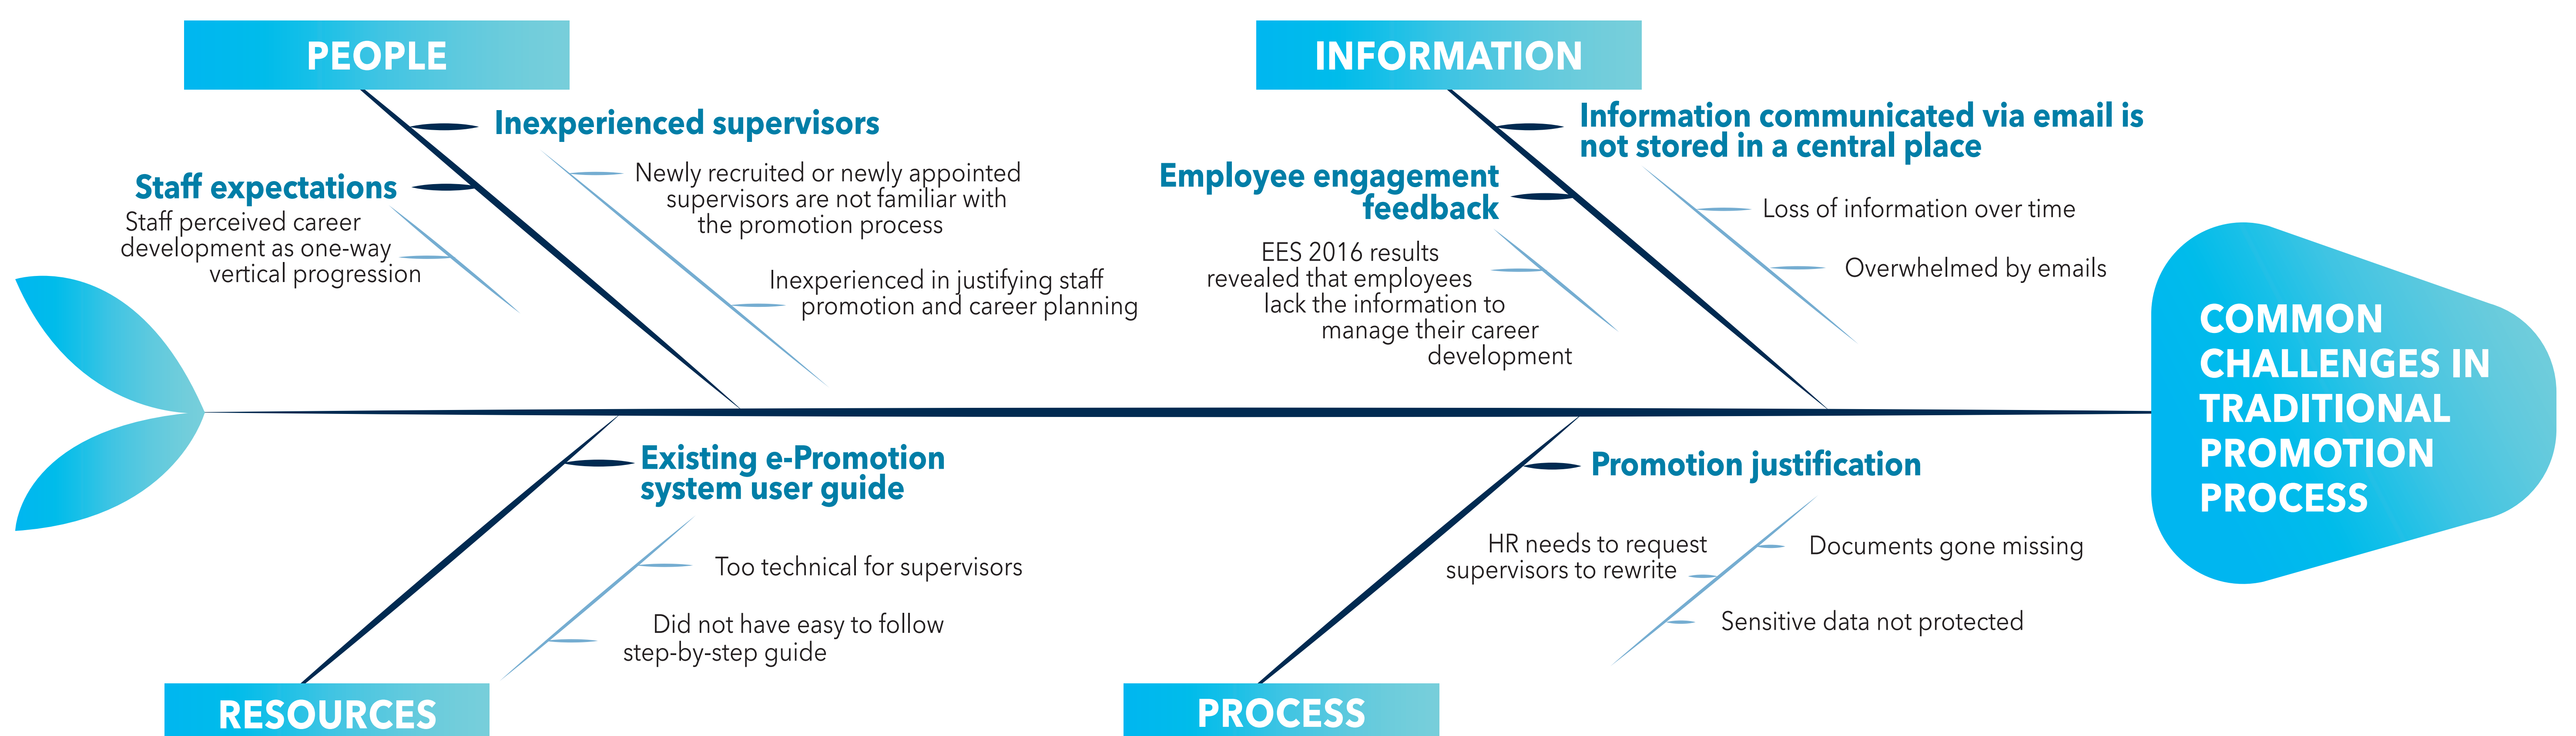 PEOPLE
Inexperienced supervisors
Newly recruited or newly appointed
supervisors are not familiar with
the promotion process
Inexperienced in justifying staff
promotion and career planning
Staff expectations
Staff perceived career
development as one-way
vertical progression
INFORMATION
Information communicated via email is
not stored in a central place
Loss of information over time
Overwhelmed by emails
Employee engagement
feedback
EES 2016 results
revealed that employees
lack the information to
manage their career
development
COMMON
CHALLENGES IN
TRADITIONAL
PROMOTION
PROCESS
Existing e-Promotion
system user guide
Too technical for supervisors
Did not have easy to follow
step-by-step guide
RESOURCES
Promotion justification
HR needs to request
supervisors to rewrite
Documents gone missing
Sensitive data not protected
PROCESS